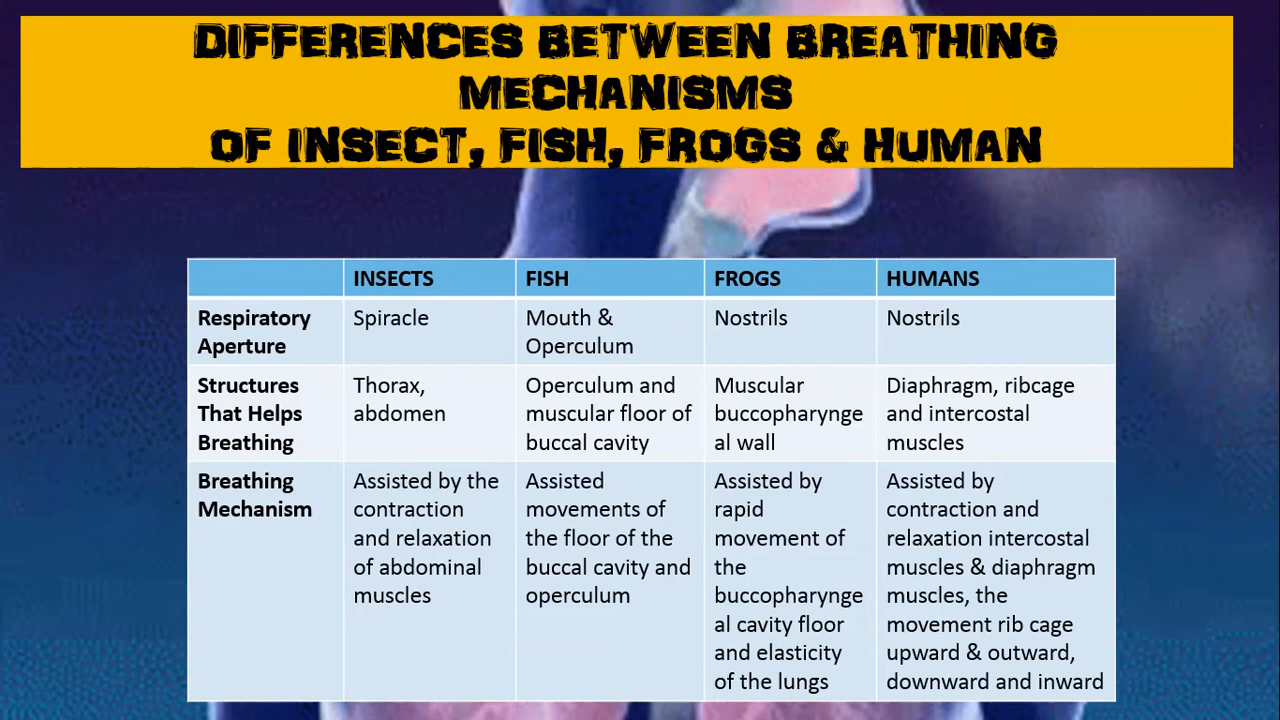 DIFFERENCES BETWEEN BREATHING
MECHANISMS
OF INSECT, FISH, FROGS & HUMAN
INSECTS FISH FROGS HUMANS
Respiratory
Aperture
Spiracle
Mouth &
Operculum
Nostrils
Nostrils
Structures
That Helps
Breathing
Thorax,
abdomen
Operculum and
muscular floor of
buccal cavity
Muscular
buccopharynge
al wall
Diaphragm, ribcage
and intercostal
muscles
Breathing
Mechanism
Assisted by the
contraction
and relaxation
of abdominal
muscles
Assisted
movements of
the floor of the
buccal cavity and
operculum
Assisted by
rapid
movement of
the
buccopharynge
al cavity floor
and elasticity
of the lungs
Assisted by
contraction and
relaxation intercostal
muscles & diaphragm
muscles, the
movement rib cage
upward & outward,
downward and inward